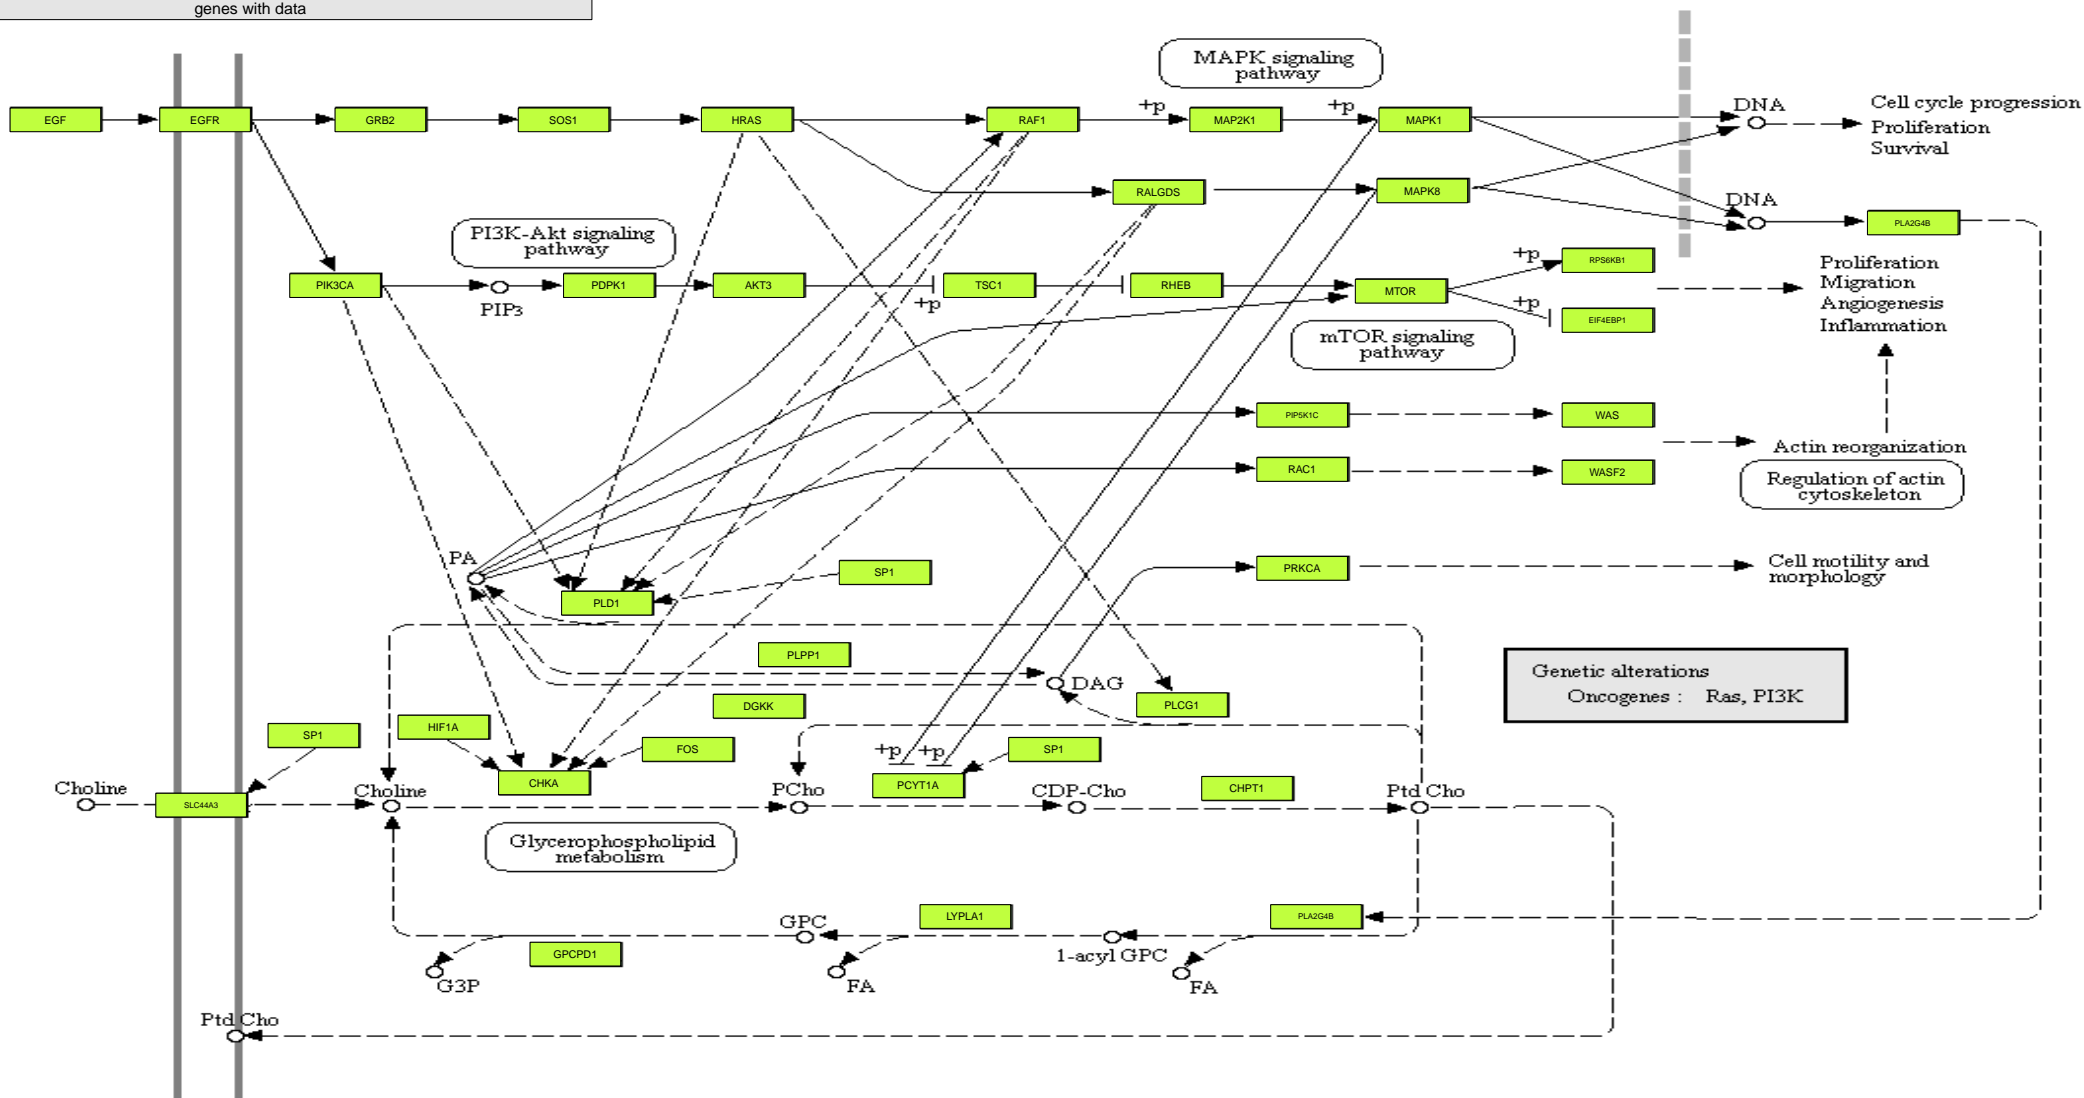 genes with data
MAPK signaling
pathway
EGF
EGFR
GRB2
SOS1
HRAS
RAF1
+p
MAP2K1
+p
MAPK1
DNA
Cell cycle progression
Proliferation
Survival
RALGDS
MAPK8
DNA
PLA2G4B
PI3K-Akt signaling
pathway
PIK3CA
PIP3
PDPK1
AKT3
+p
TSC1
RHEB
MTOR
+p
RPS6KB1
+p
EIF4EBP1
Proliferation
Migration
Angiogenesis
Inflammation
mTOR signaling
pathway
PIP5K1C
WAS
RAC1
WASF2
Actin reorganization
Regulation of actin
cytoskeleton
PA
SP1
PLD1
PRKCA
Cell motility and
morphology
PLPP1
DAG
DGKK
PLCG1
Genetic alterations
Oncogenes : Ras, PI3K
SP1
HIF1A
FOS
+p
+p
SP1
CHKA
PCYT1A
CHPT1
Choline
SLC44A3
Choline
PCho
CDP-Cho
Ptd Cho
Glycerophospholipid
metabolism
GPC
LYPLA1
PLA2G4B
GPCPD1
1-acyl GPC
G3P
FA
FA
Ptd Cho